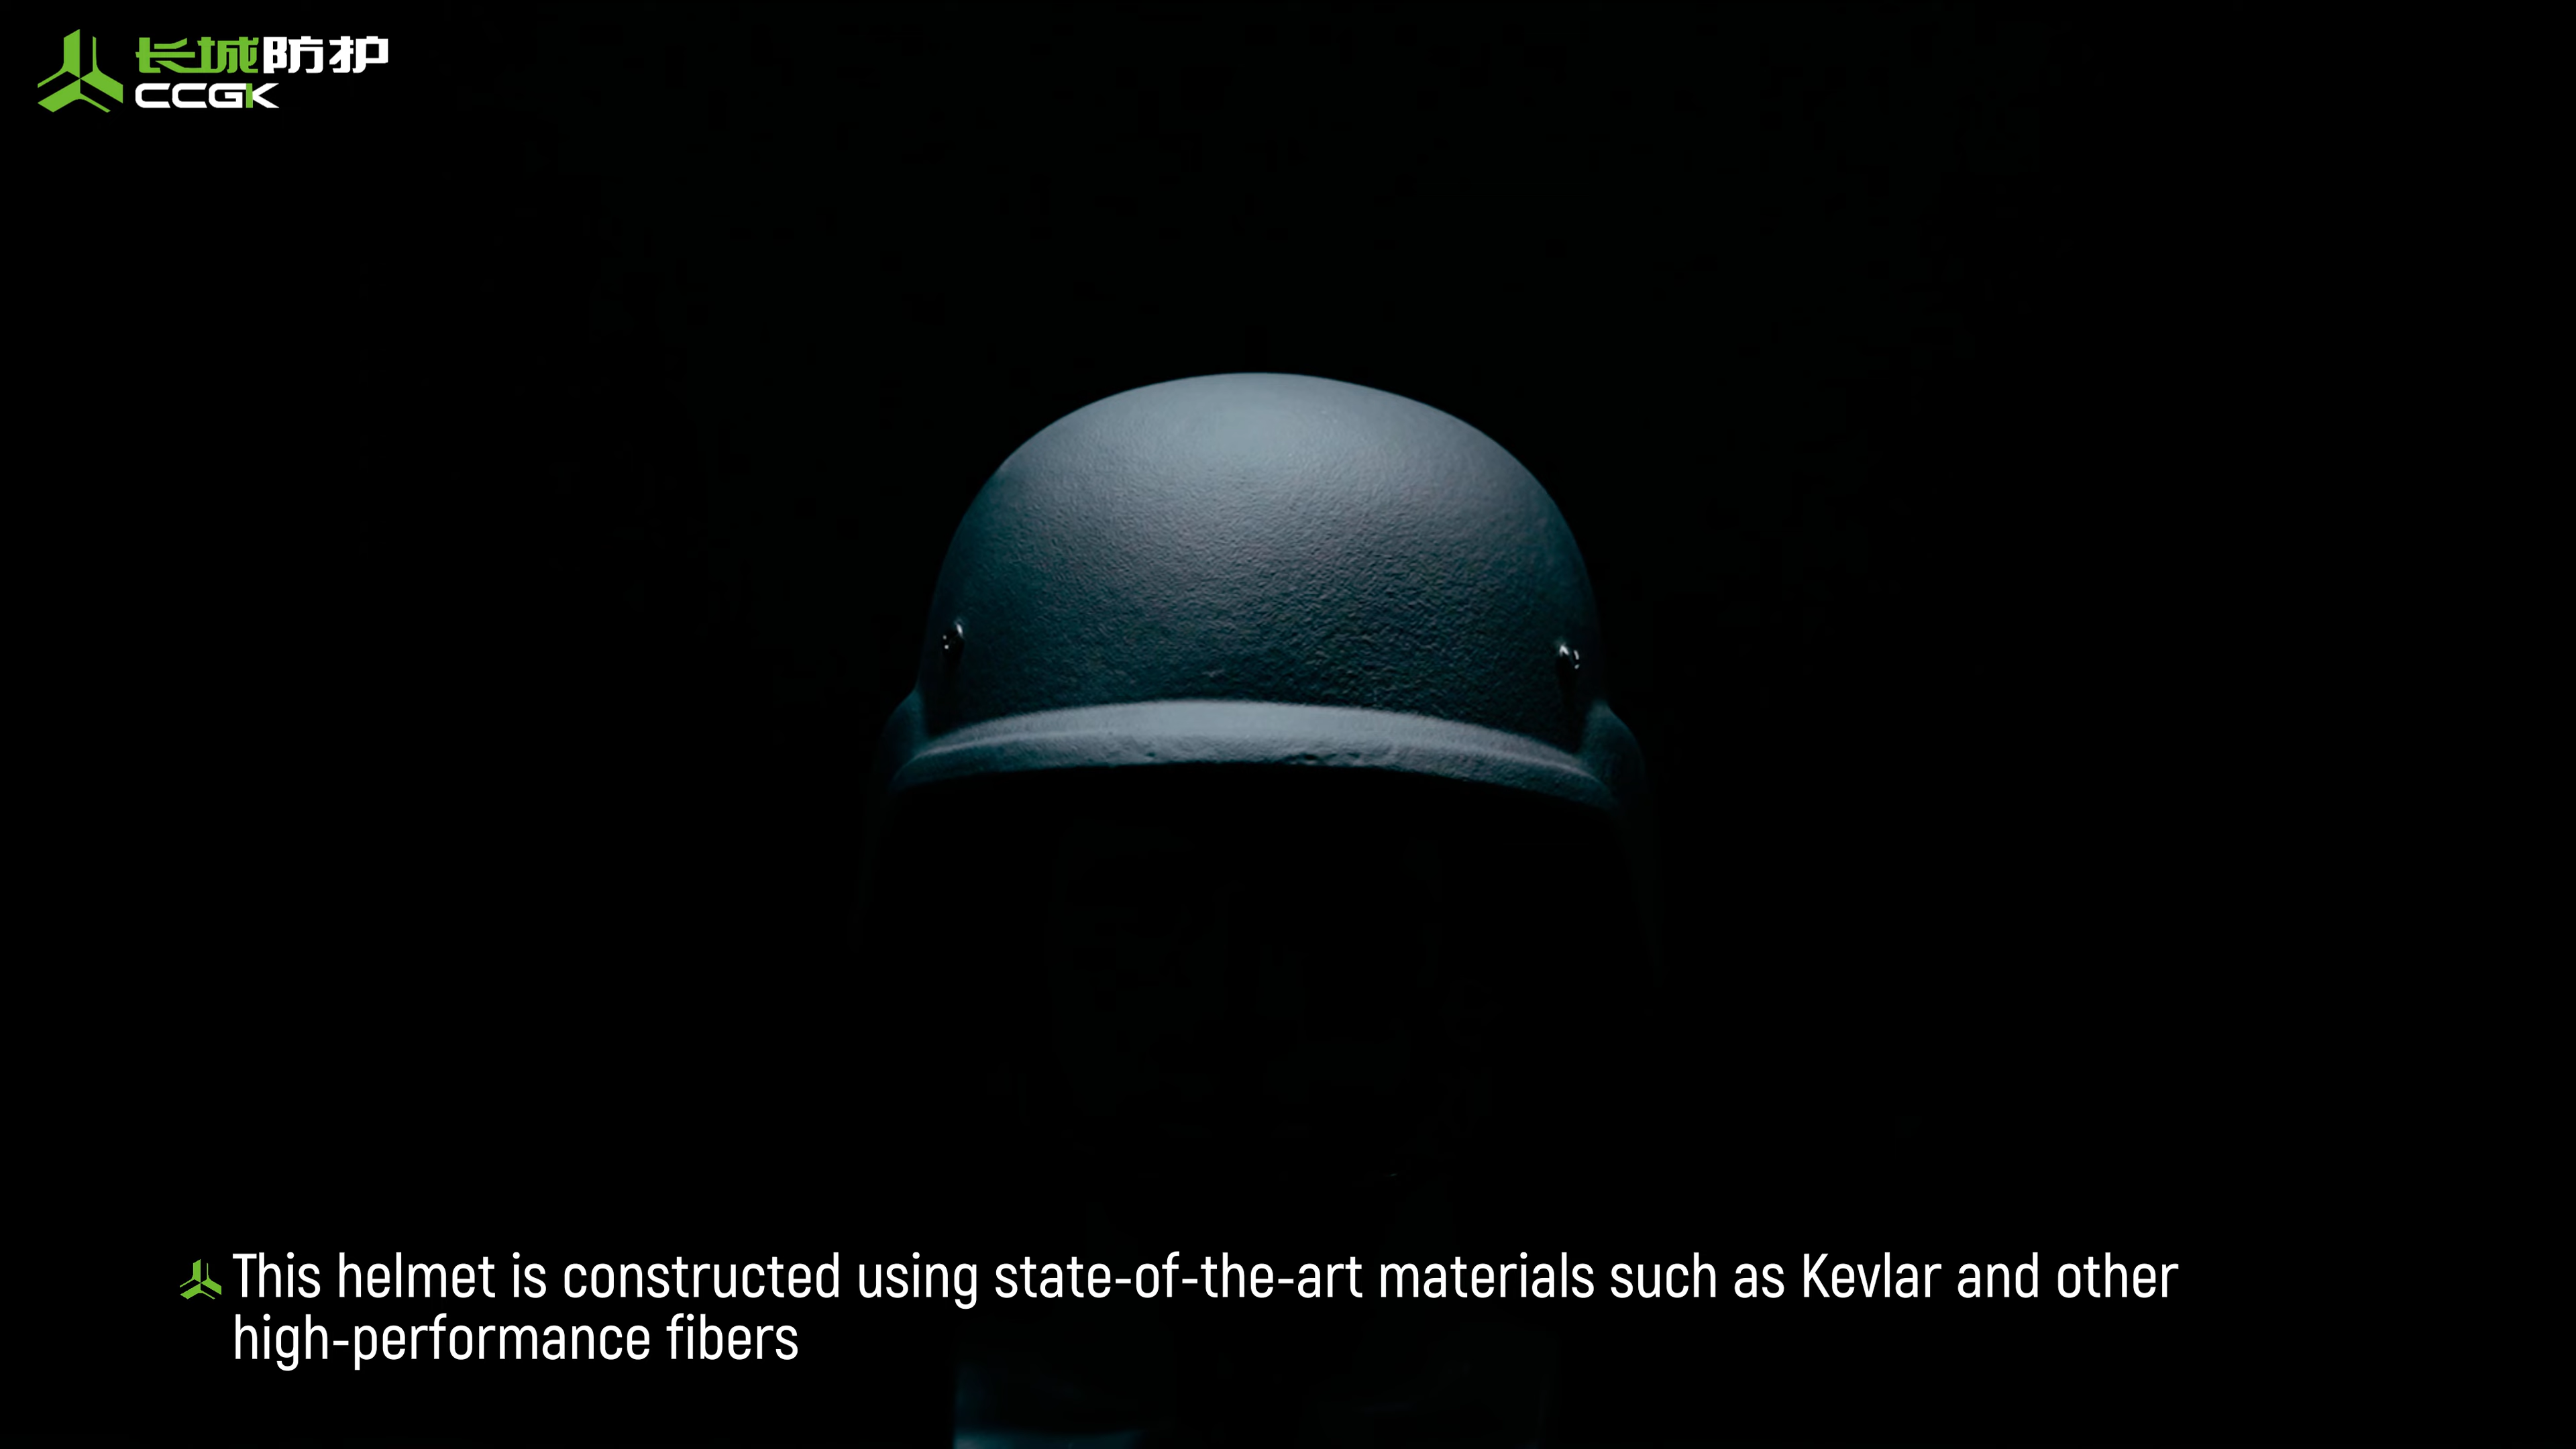 长城防护
CCGK
This helmet is constructed using state-of-the-art materials such as Kevlar and other
high-performance fibers